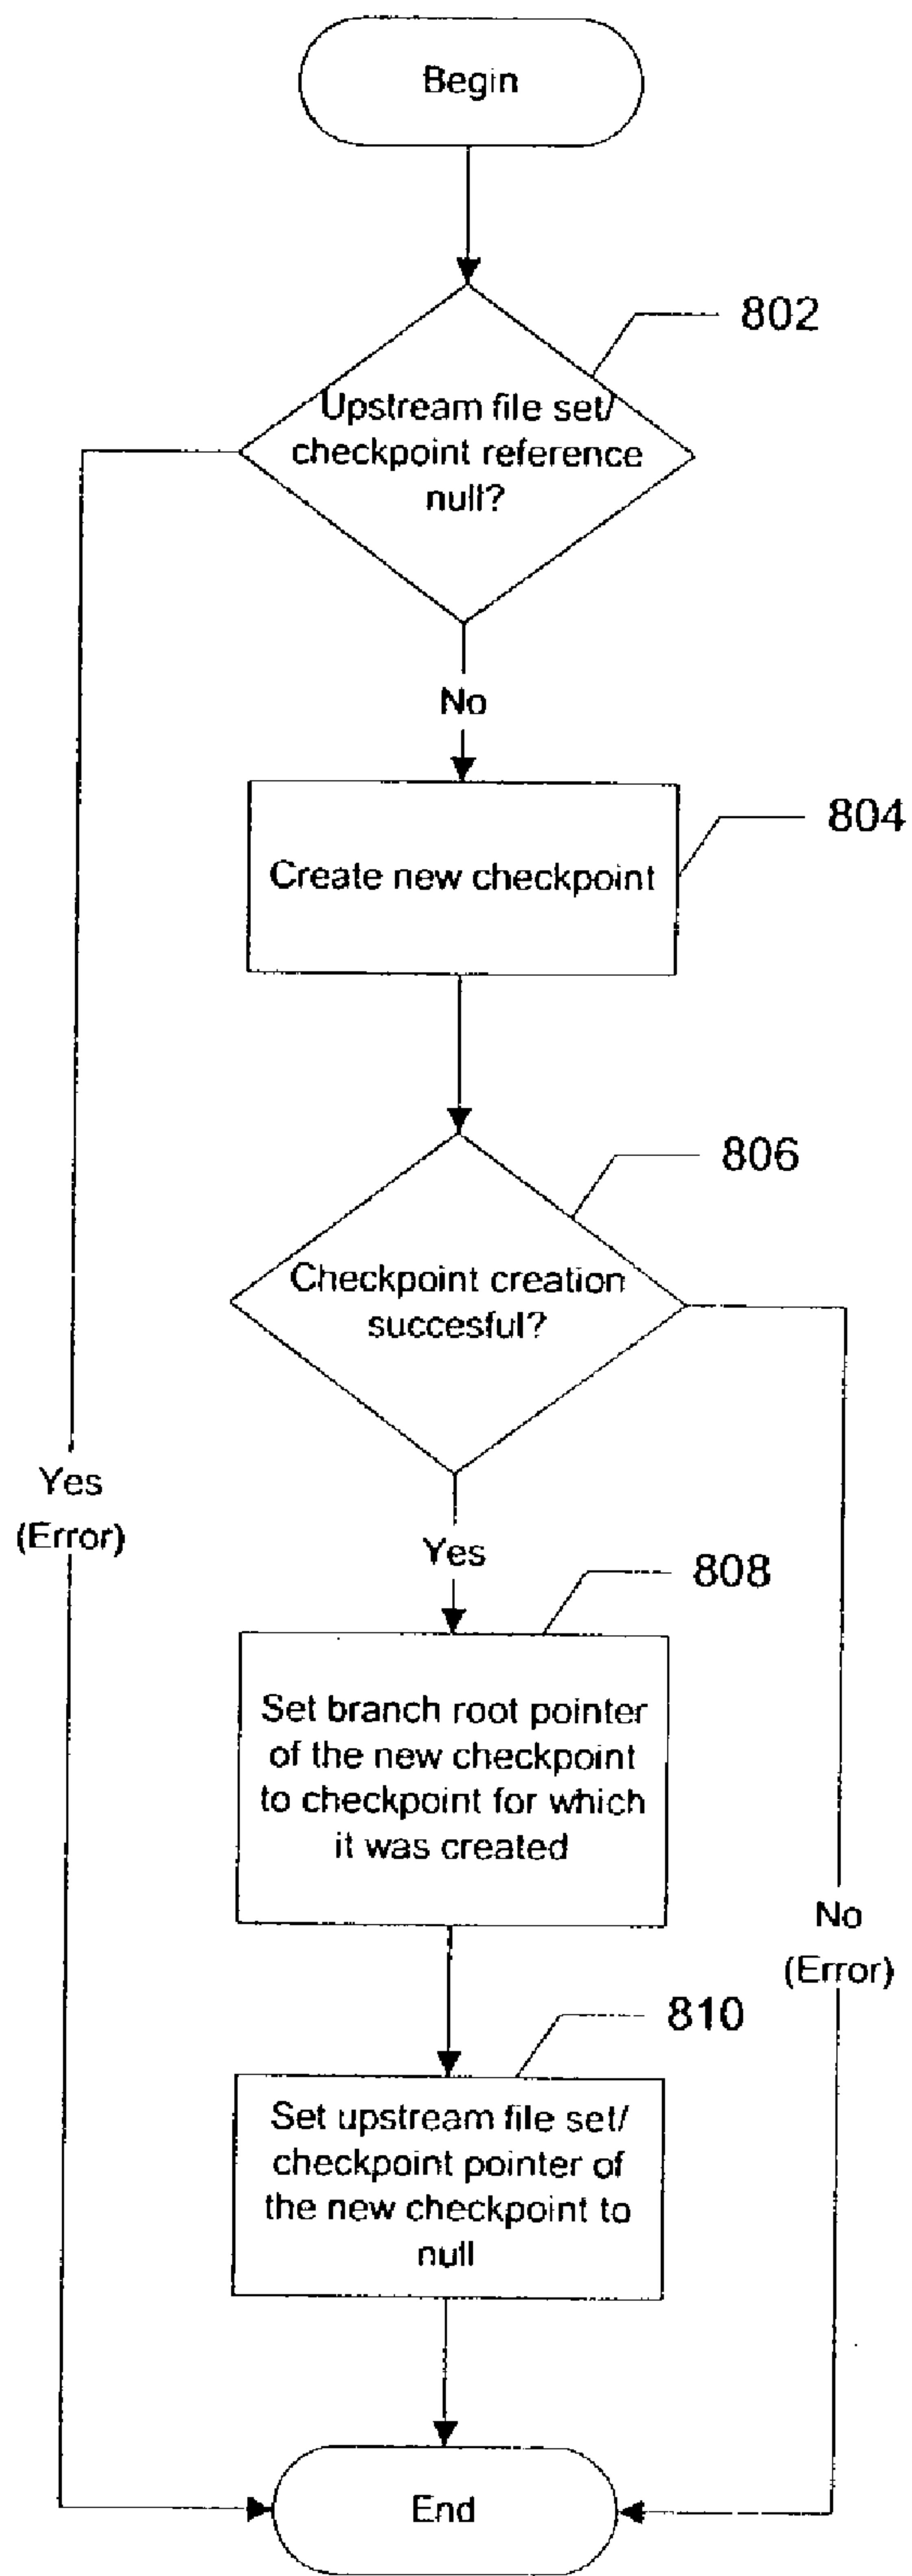 Begin
802
Upstream file set/
checkpoint reference
null?
No
804
Create new checkpoint
806
Checkpoint creation
succesful?
Yes
(Error)
Yes
808
Set branch root pointer
of the new checkpoint
to checkpoint for which
it was created
No
(Error)
810
Set upstream file set/
checkpoint pointer of
the new checkpoint to
null
End